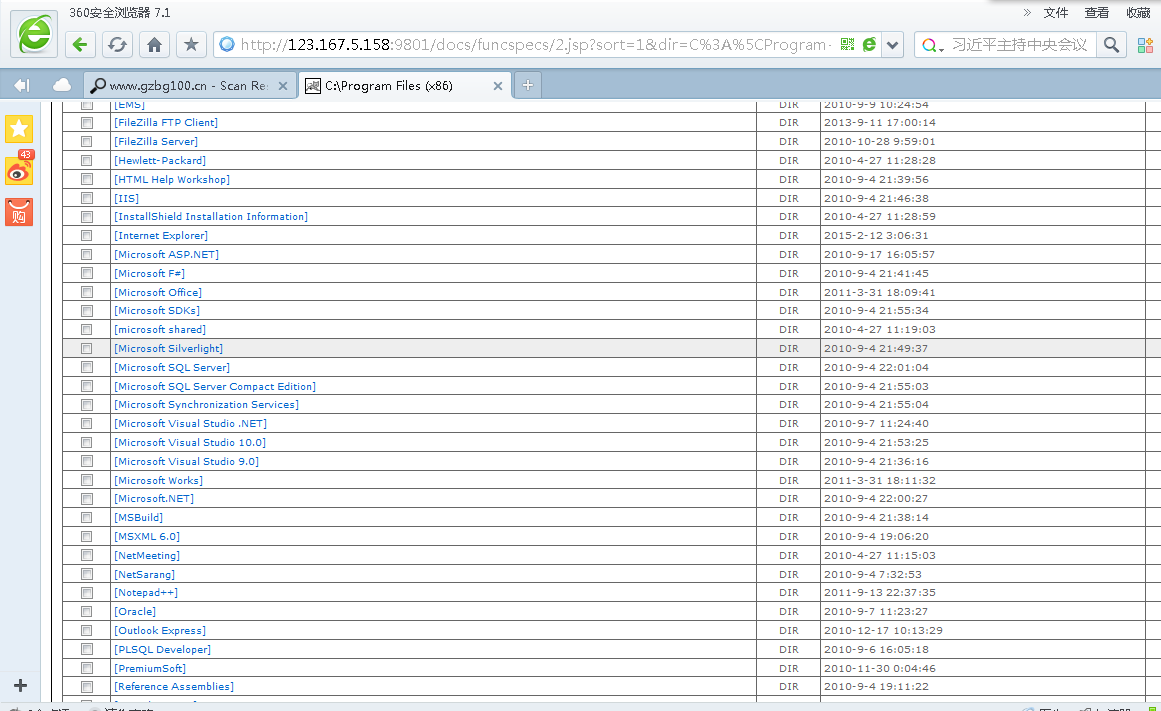 360安全浏览器 7.1
» 文件 查看 收藏
http://123.167.5.158:9801/docs/funcspecs/2.jsp?sort=1&dir=C%3A%5CProgram
习近平主持中央会议
www.gzbg100.cn - Scan Re
C:\Program Files (x86)
[EMS] DIR 2010-9-9 10:24:54
[FileZilla FTP Client] DIR 2013-9-11 17:00:14
[FileZilla Server] DIR 2010-10-28 9:59:01
[Hewlett-Packard] DIR 2010-4-27 11:28:28
[HTML Help Workshop] DIR 2010-9-4 21:39:56
[IIS] DIR 2010-9-4 21:46:38
[InstallShield Installation Information] DIR 2010-4-27 11:28:59
[Internet Explorer] DIR 2015-2-12 3:06:31
[Microsoft ASP.NET] DIR 2010-9-17 16:05:57
[Microsoft F#] DIR 2010-9-4 21:41:45
[Microsoft Office] DIR 2011-3-31 18:09:41
[Microsoft SDKs] DIR 2010-9-4 21:55:34
[microsoft shared] DIR 2010-4-27 11:19:03
[Microsoft Silverlight] DIR 2010-9-4 21:49:37
[Microsoft SQL Server] DIR 2010-9-4 22:01:04
[Microsoft SQL Server Compact Edition] DIR 2010-9-4 21:55:03
[Microsoft Synchronization Services] DIR 2010-9-4 21:55:04
[Microsoft Visual Studio .NET] DIR 2010-9-7 11:24:40
[Microsoft Visual Studio 10.0] DIR 2010-9-4 21:53:25
[Microsoft Visual Studio 9.0] DIR 2010-9-4 21:36:16
[Microsoft Works] DIR 2011-3-31 18:11:32
[Microsoft.NET] DIR 2010-9-4 22:00:27
[MSBuild] DIR 2010-9-4 21:38:14
[MSXML 6.0] DIR 2010-9-4 19:06:20
[NetMeeting] DIR 2010-4-27 11:15:03
[NetSarang] DIR 2010-9-4 7:32:53
[Notepad++] DIR 2011-9-13 22:37:35
[Oracle] DIR 2010-9-7 11:23:27
[Outlook Express] DIR 2010-12-17 10:13:29
[PLSQL Developer] DIR 2010-9-6 16:05:18
[PremiumSoft] DIR 2010-11-30 0:04:46
[Reference Assemblies] DIR 2010-9-4 19:11:22
43
购